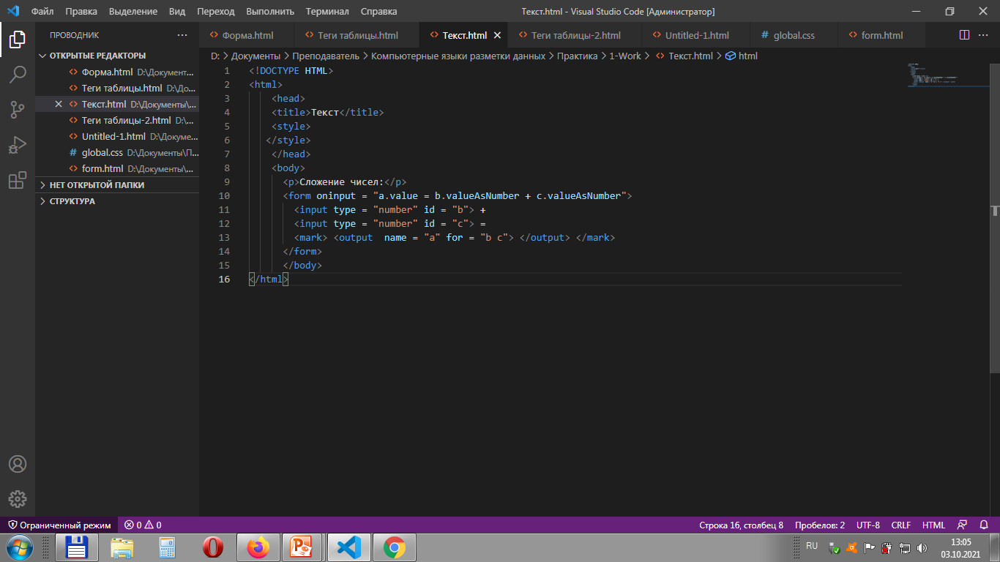 Файл Правка Выделение Вид Переход Выполнить Терминал Справка Текст.html - Visual Studio Code [Администратор]
ПРОВОДНИК
ОТКРЫТЫЕ РЕДАКТОРЫ
Форма.html D:\Документ...
Теги таблицы.html D:\До...
Текст.html D:\Документы\...
Теги таблицы-2.html D:\...
Untitled-1.html D:\Докуме...
global.css D:\Документы\П...
form.html D:\Документы\...
НЕТ ОТКРЫТОЙ ПАПКИ
СТРУКТУРА
Форма.html Теги таблицы.html Текст.html Теги таблицы-2.html Untitled-1.html global.css form.html
D: > Документы > Преподаватель > Компьютерные языки разметки данных > Практика > 1-Work > Текст.html > html
1 <!DOCTYPE HTML>
2 <html>
3 <head>
4 <title>Текст</title>
5 <style>
6 </style>
7 </head>
8 <body>
9 <p>Сложение чисел:</p>
10 <form oninput = "a.value = b.valueAsNumber + c.valueAsNumber">
11 <input type = "number" id = "b"> +
12 <input type = "number" id = "c"> =
13 <mark> <output  name = "a" for = "b c"> </output> </mark>
14 </form>
15 </body>
16 </html>
Ограниченный режим 0 0 Строка 16, столбец 8 Пробелов: 2 UTF-8 CRLF HTML
RU 13:05
03.10.2021